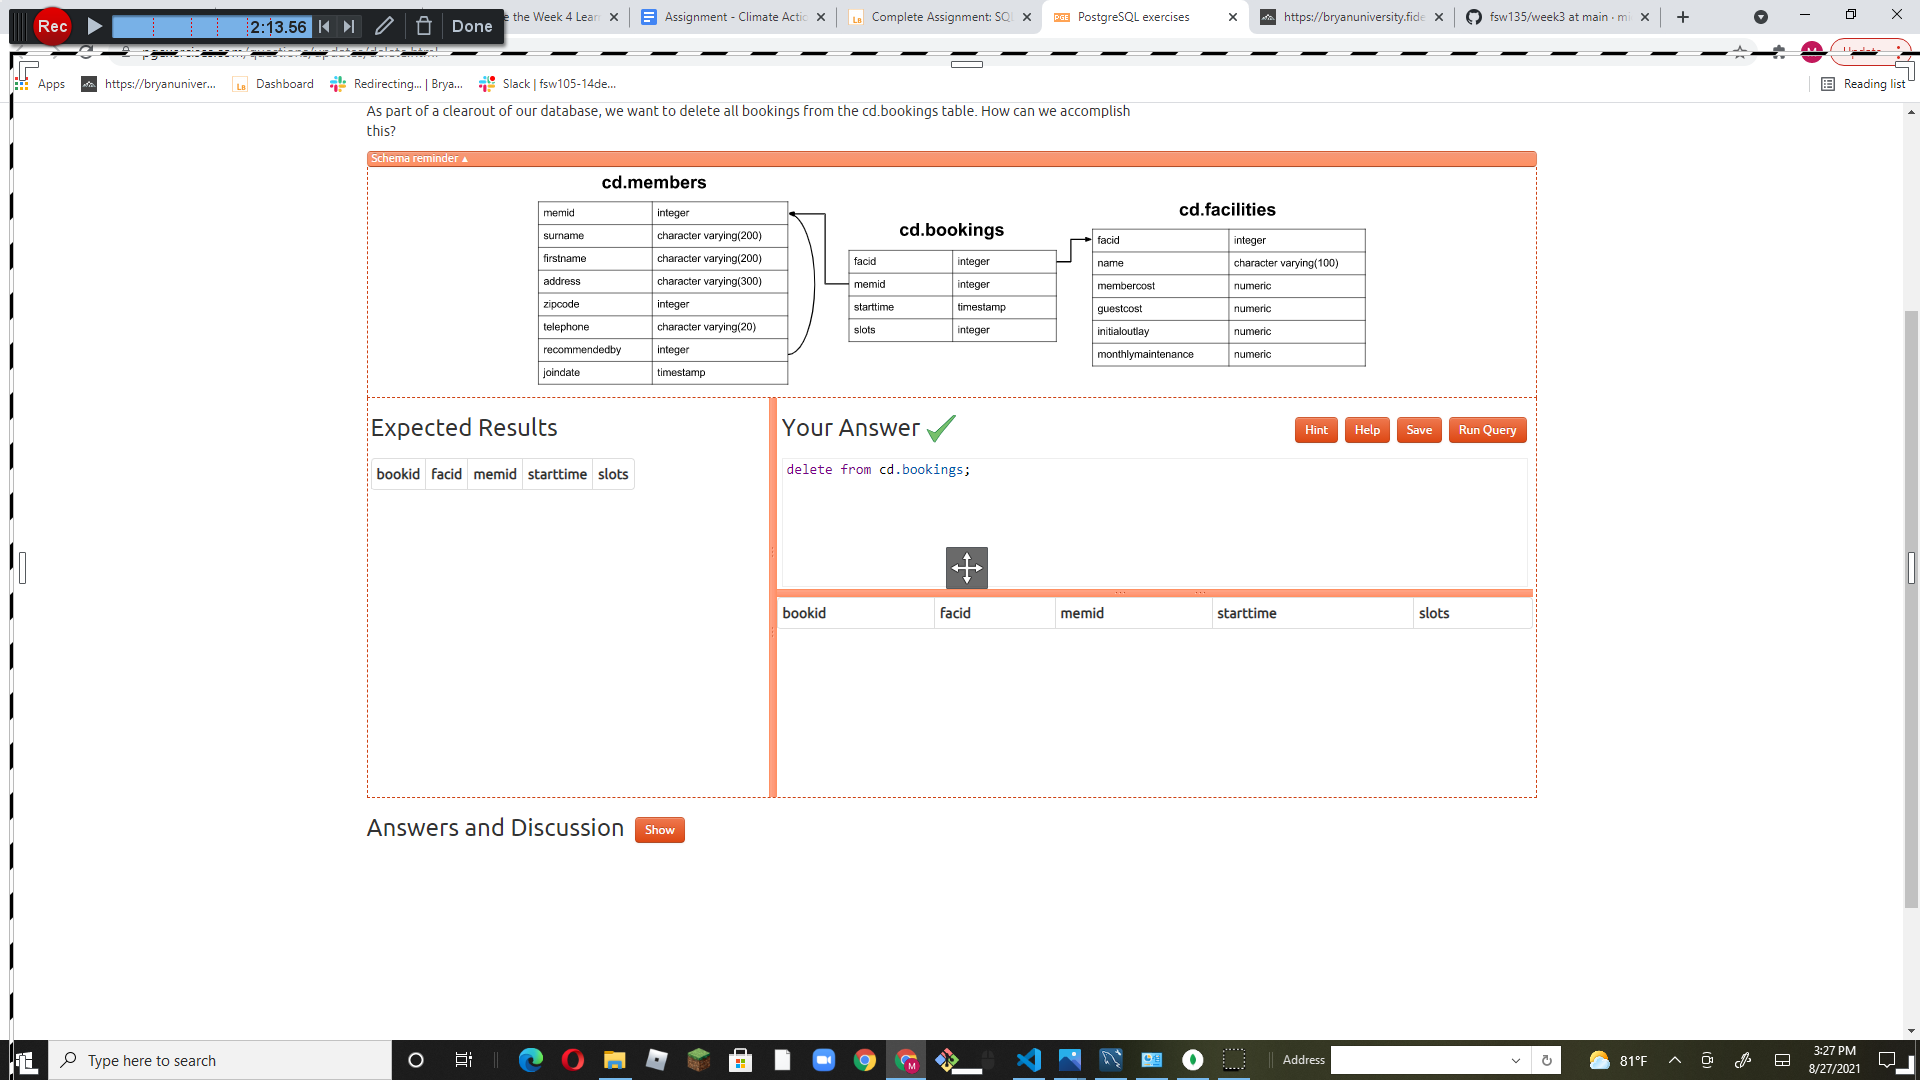 Rec 2:13.56 Done
e the Week 4 Lear
Assignment - Climate Actic
Complete Assignment: SQL
PostgreSQL exercises
https://bryanuniversity.fide
fsw135/week3 at main · mi
Apps
https://bryanuniver...
Dashboard
Redirecting... | Brya...
Slack | fsw105-14de...
Reading list
As part of a clearout of our database, we want to delete all bookings from the cd.bookings table. How can we accomplish
this?
Schema reminder ▲
cd.members
memid integer
surname character varying(200)
firstname character varying(200)
address character varying(300)
zipcode integer
telephone character varying(20)
recommendedby integer
joindate timestamp
cd.bookings
facid integer
memid integer
starttime timestamp
slots integer
cd.facilities
facid integer
name character varying(100)
membercost numeric
guestcost numeric
initialoutlay numeric
monthlymaintenance numeric
Expected Results
bookid facid memid starttime slots
Your Answer
Hint Help Save Run Query
delete from cd.bookings;
bookid facid memid starttime slots
Answers and Discussion Show
Type here to search
Address
81°F
3:27 PM
8/27/2021